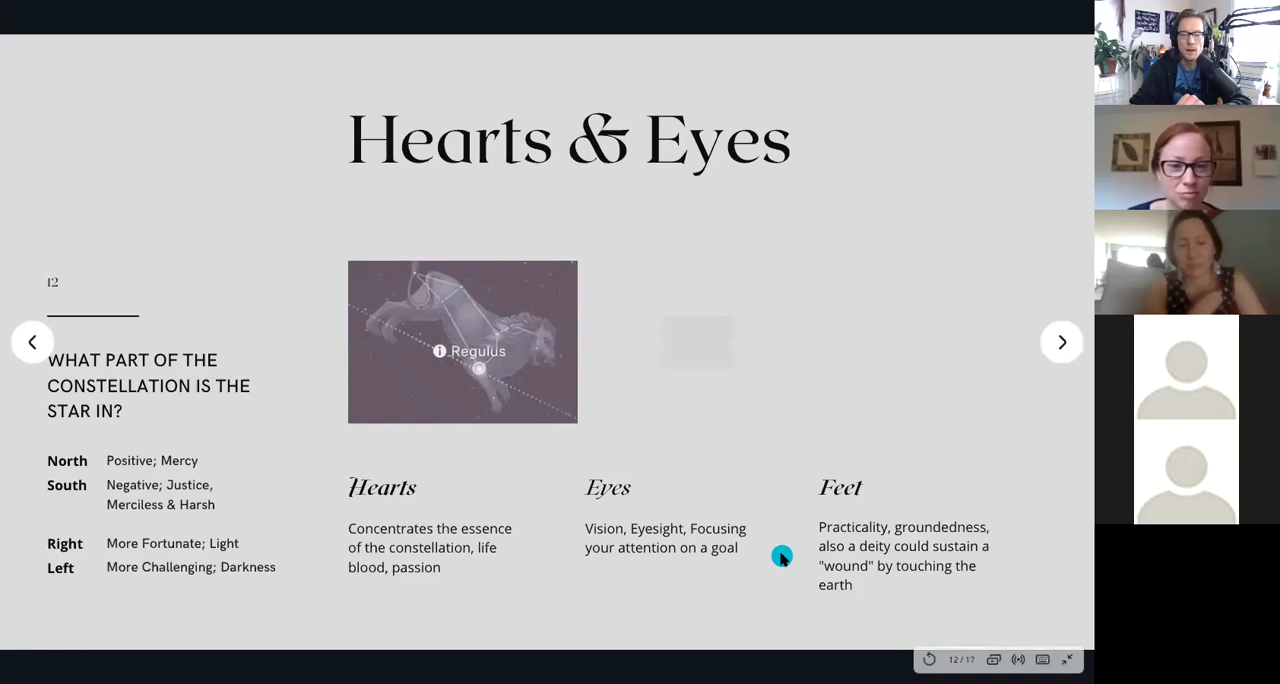 Hearts & Eyes
12
WHAT PART OF THE
CONSTELLATION IS THE
STAR IN?
North Positive; Mercy
South Negative; Justice,
Merciless & Harsh
Right More Fortunate; Light
Left More Challenging; Darkness
Regulus
Hearts
Concentrates the essence
of the constellation, life
blood, passion
Eyes
Vision, Eyesight, Focusing
your attention on a goal
Feet
Practicality, groundedness,
also a deity could sustain a
"wound" by touching the
earth
12 / 17